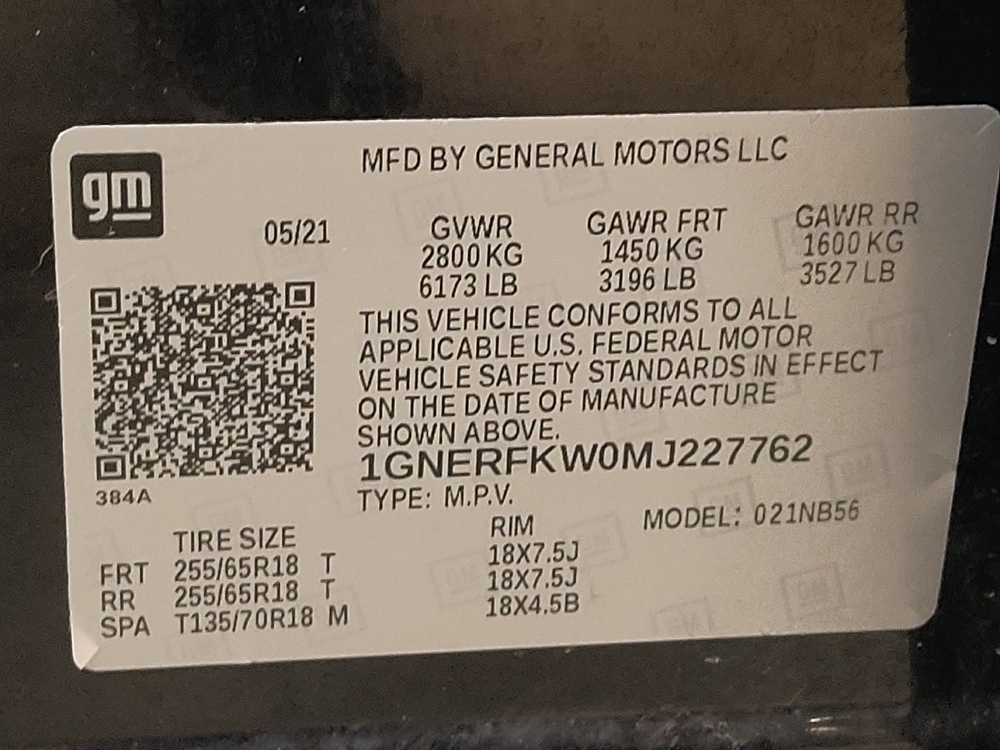 gm
MFD BY GENERAL MOTORS LLC
05/21 GVWR GAWR FRT GAWR RR
2800 KG 1450 KG 1600 KG
6173 LB 3196 LB 3527 LB
THIS VEHICLE CONFORMS TO ALL
APPLICABLE U.S. FEDERAL MOTOR
VEHICLE SAFETY STANDARDS IN EFFECT
ON THE DATE OF MANUFACTURE
SHOWN ABOVE.
1GNERFKW0MJ227762
384A
TYPE: M.P.V.
MODEL: 021NB56
TIRE SIZE RIM
FRT 255/65R18 T 18X7.5J
RR 255/65R18 T 18X7.5J
SPA T135/70R18 M 18X4.5B